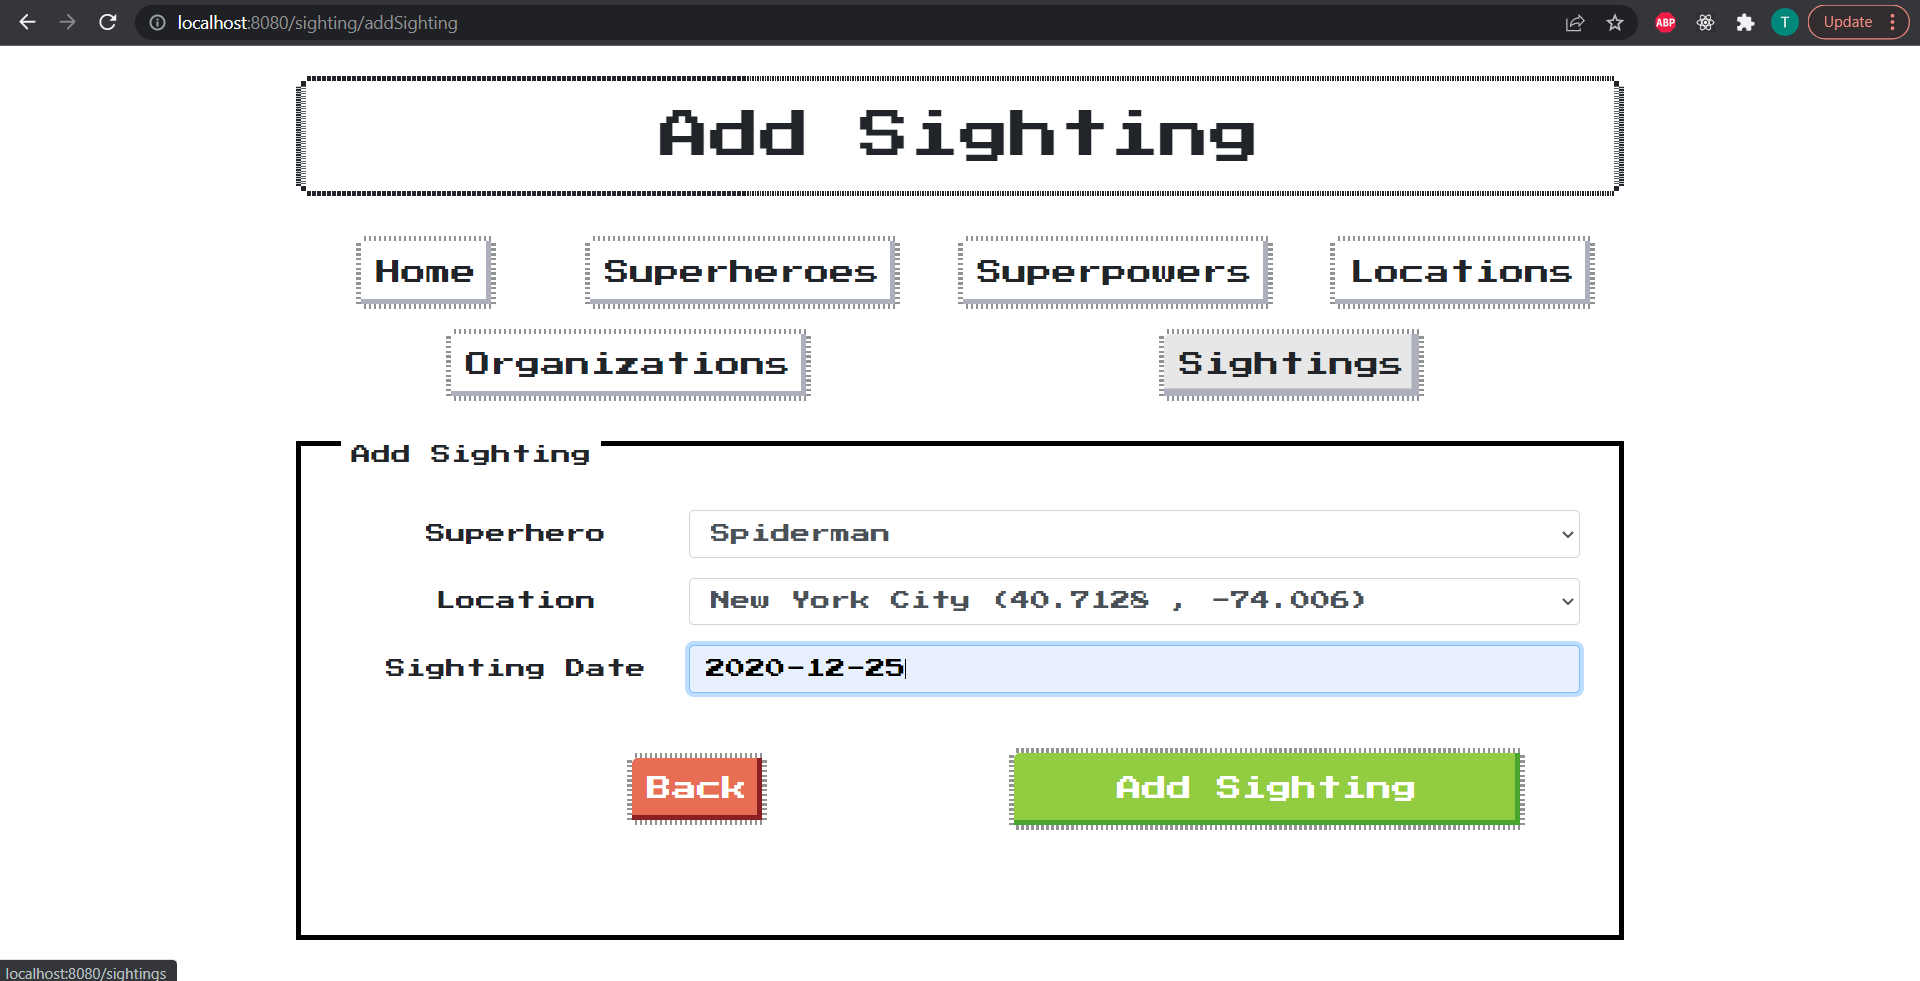 localhost:8080/sighting/addSighting
ABP
T
Update
Add Sighting
Home
Superheroes
Superpowers
Locations
Organizations
Sightings
Add Sighting
Superhero
Spiderman
Location
New York City (40.7128 , -74.006)
Sighting Date
2020-12-25
Back
Add Sighting
localhost:8080/sightings